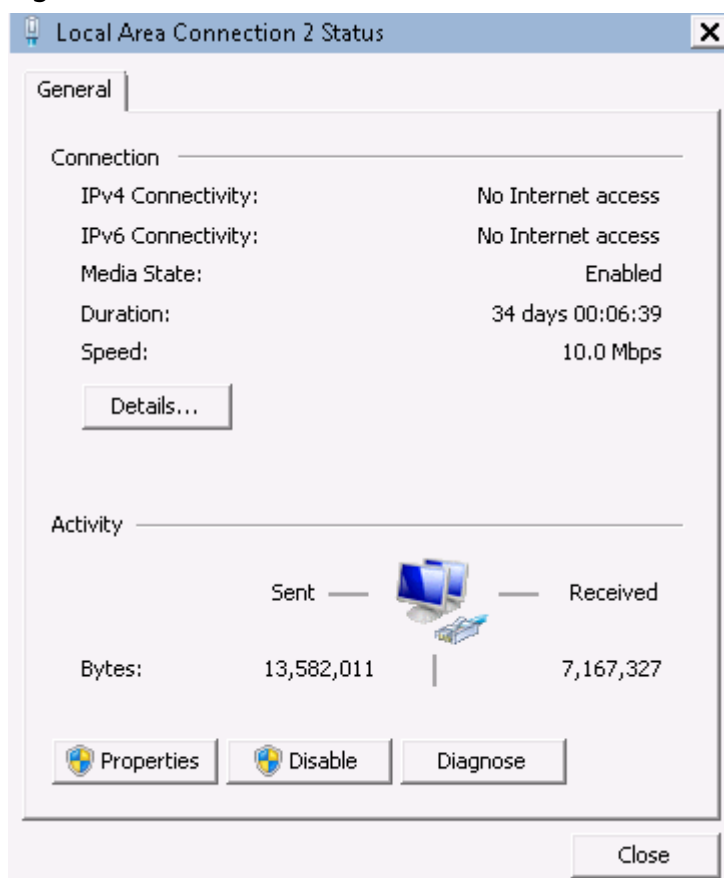 Local Area Connection 2 Status
General
Connection
IPv4 Connectivity: No Internet access
IPv6 Connectivity: No Internet access
Media State: Enabled
Duration: 34 days 00:06:39
Speed: 10.0 Mbps
Details...
Activity
Sent Received
Bytes: 13,582,011 7,167,327
Properties Disable Diagnose
Close